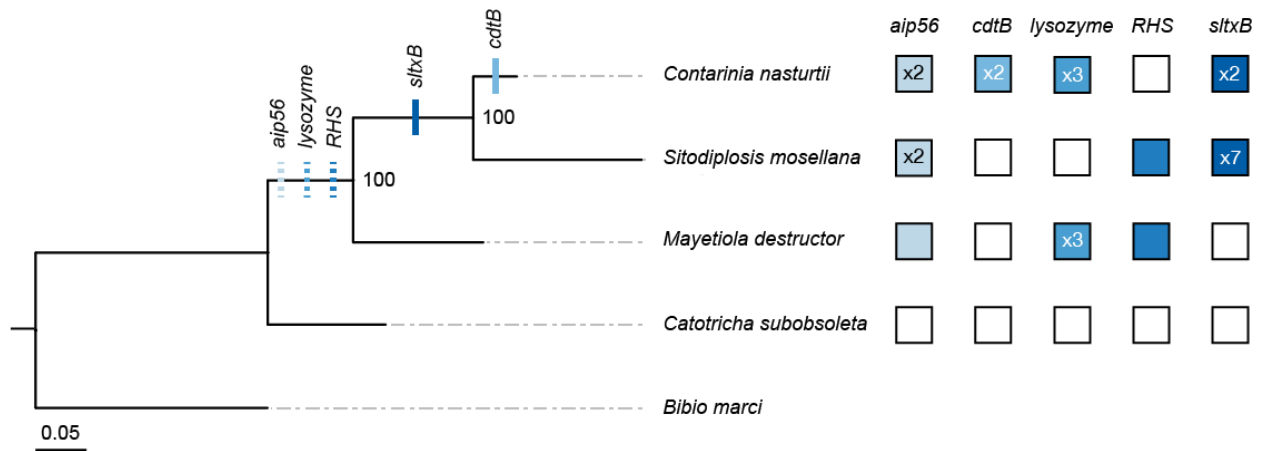 aip56 cdtB lysozyme RHS sltxB
cdtB
sltxB
aip56
lysozyme
RHS
Contarinia nasturtii x2 x2 x3 x2
100
Sitodiplosis mosellana x2 x7
100
Mayetiola destructor x3
Catotricha subobsoleta
Bibio marci
0.05